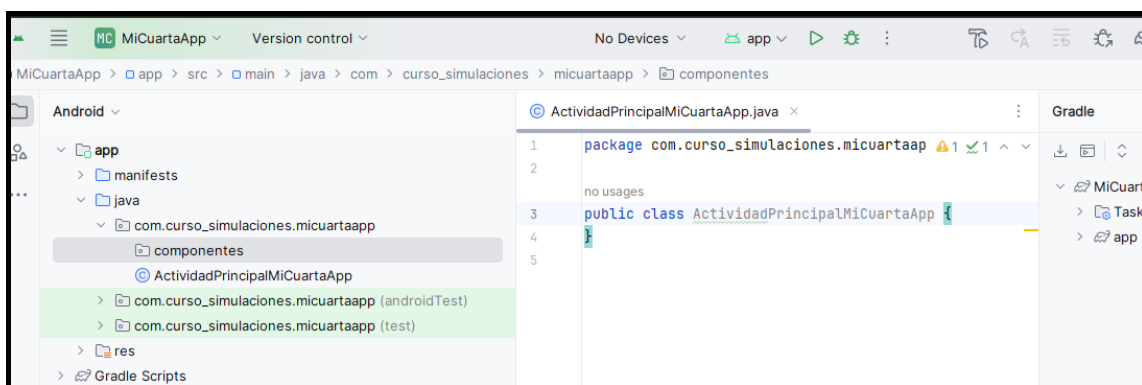 MC MiCuartaApp Version control No Devices app
MiCuartaApp > app > src > main > java > com > curso_simulaciones > micuartaapp > componentes
Android
ActividadPrincipalMiCuartaApp.java
Gradle
app
manifests
java
com.curso_simulaciones.micuartaapp
componentes
ActividadPrincipalMiCuartaApp
com.curso_simulaciones.micuartaapp (androidTest)
com.curso_simulaciones.micuartaapp (test)
res
Gradle Scripts
1 package com.curso_simulaciones.micuartaap 1 1
2
no usages
3 public class ActividadPrincipalMiCuartaApp {
4 }
5
MiCuart
Task
app